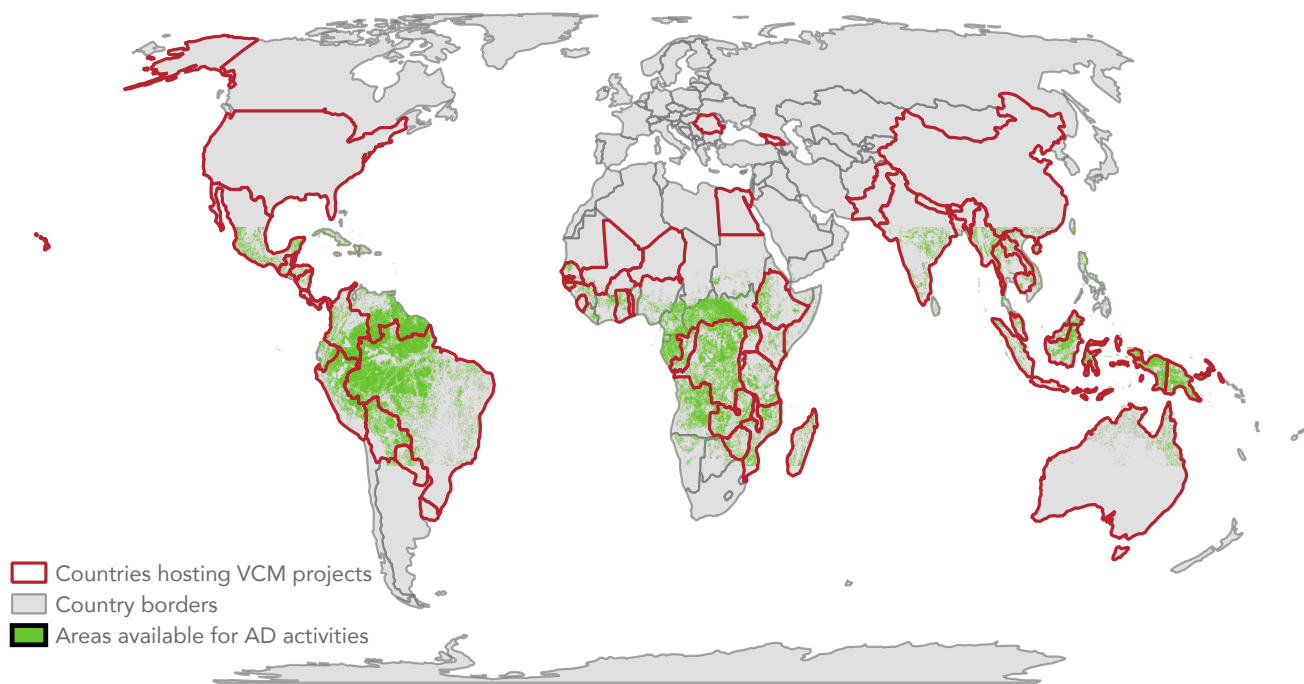 Countries hosting VCM projects
Country borders
Areas available for AD activities